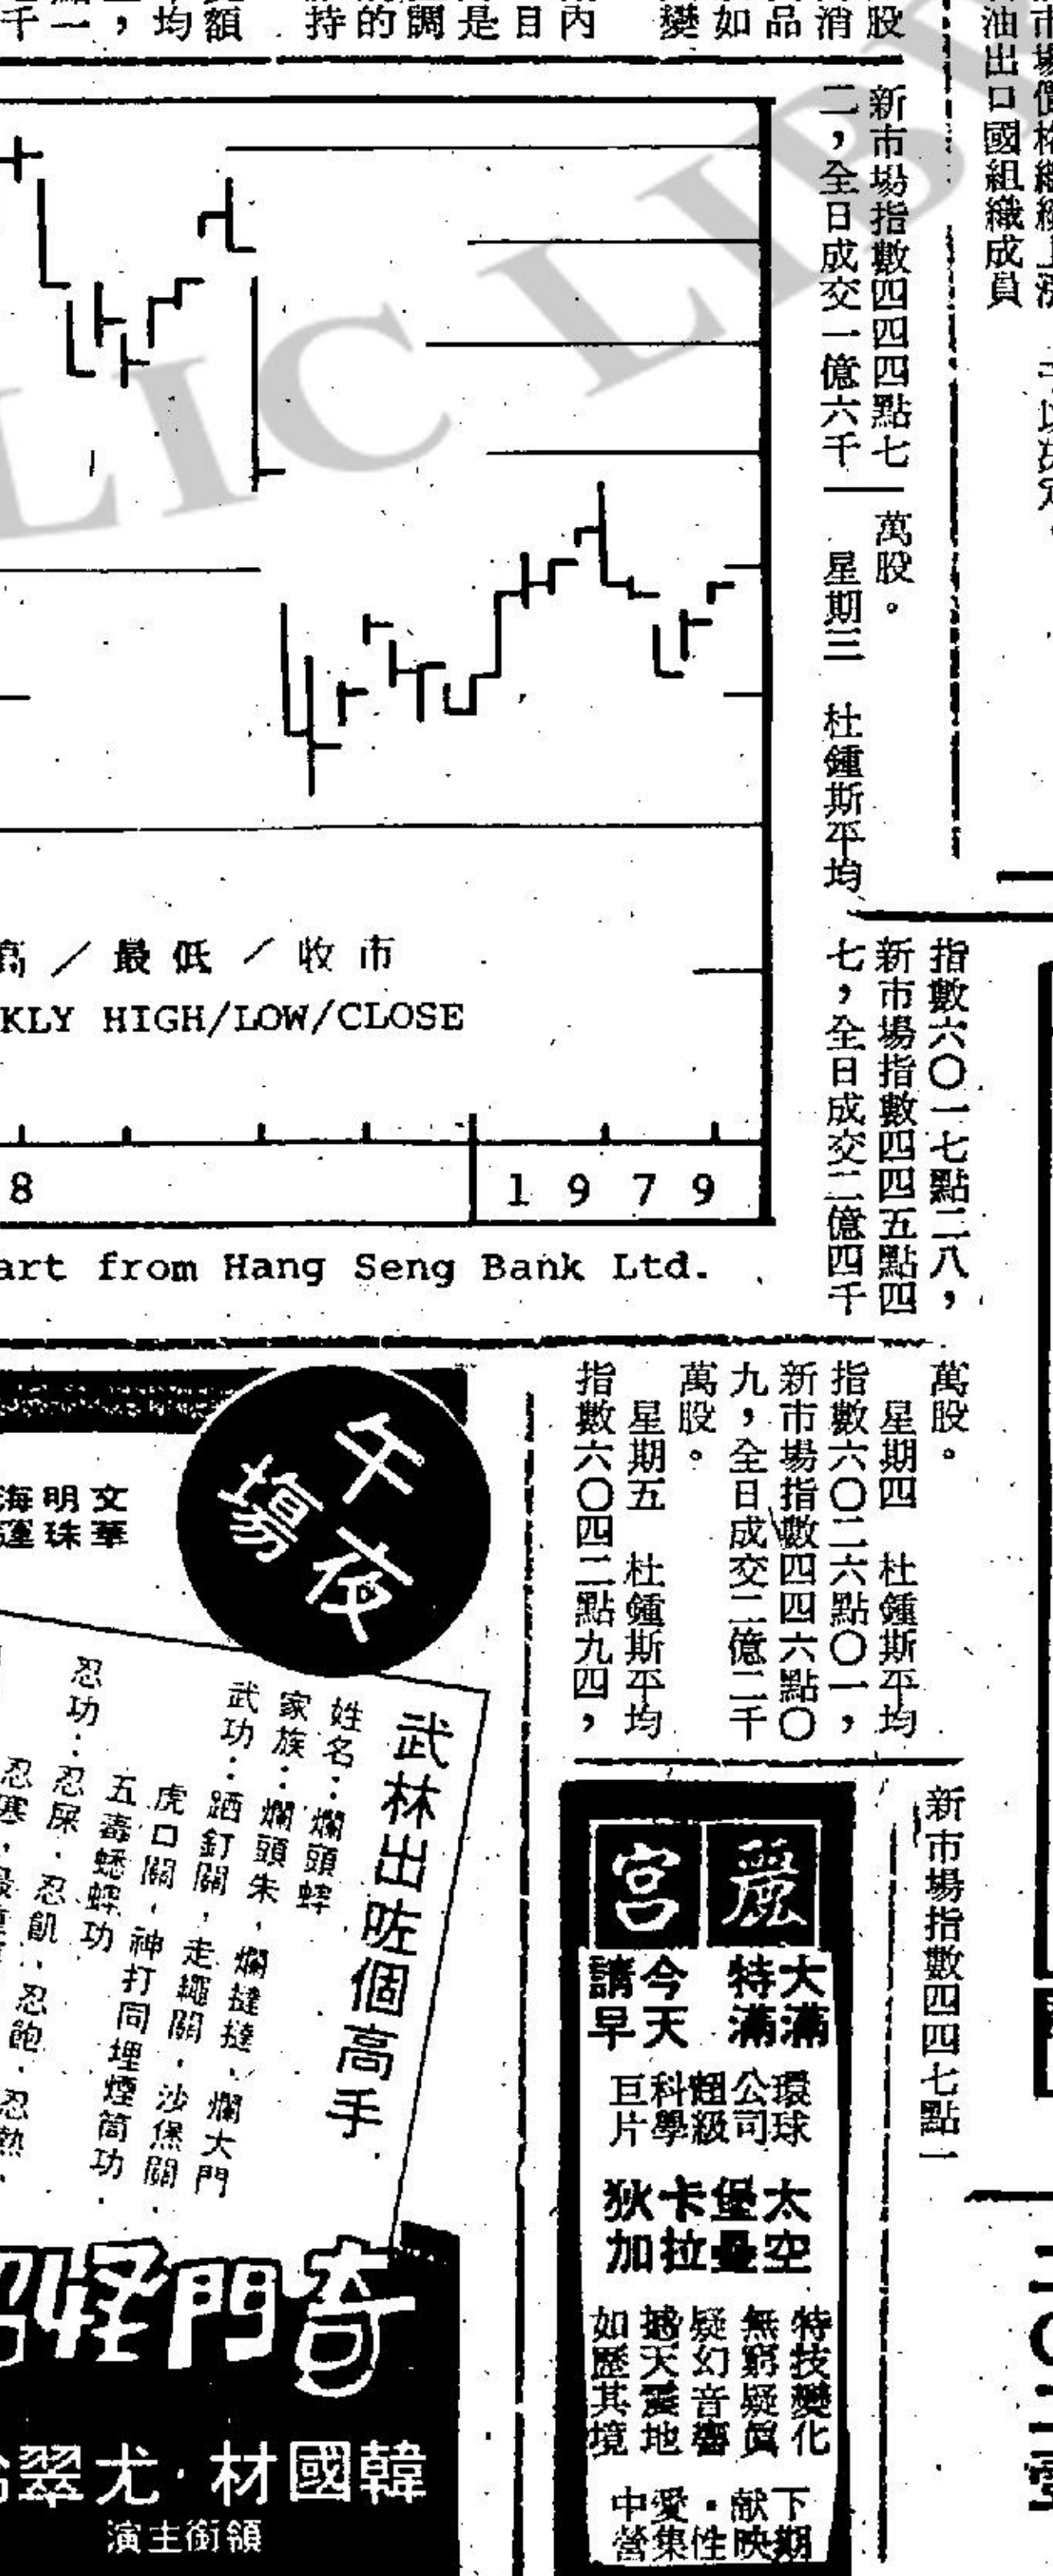 股
消
品
如
變
內
目
是
調
的
持
額
均
，
一
千
油出口國組織成員
新市場指數四四四點七
二，全日成交一億六千
萬股。
星期三　杜鍾斯平均
指數六〇一七點二八，
新市場指數四四五點四
七，全日成交二億四千
萬股。
星期四　杜鍾斯平均
指數六〇二六點〇一，
新市場指數四四六點〇
九，全日成交二億二千
萬股。
星期五　杜鍾斯平均
指數六〇四二點九四，
新市場指數四四七點一
高／最低／收市
KLY HIGH/LOW/CLOSE
8
1979
art from Hang Seng Bank Ltd.
LIC LIB
午夜場
文華
明珠
武林出咗個高手
姓名：爛頭蟀
家族：爛頭朱，爛撻撻、爛大門
武功：踎釘關，走繩關，沙煲關
虎口關，神打同埋煙筒功
五毒蟋蟀功
忍功：忍屎、忍飢、忍飽、忍熱、
奇門怪招
韓國材·尤翠玲
領銜主演
麗宮
大滿
特滿
今天
請早
環球
公司
超級
科學
巨片
太空
堡壘
卡拉
狄加
特技變化
無窮疑真
疑幻音響
撼天震地
如歷其境
下期
献映
·性
愛集
中營